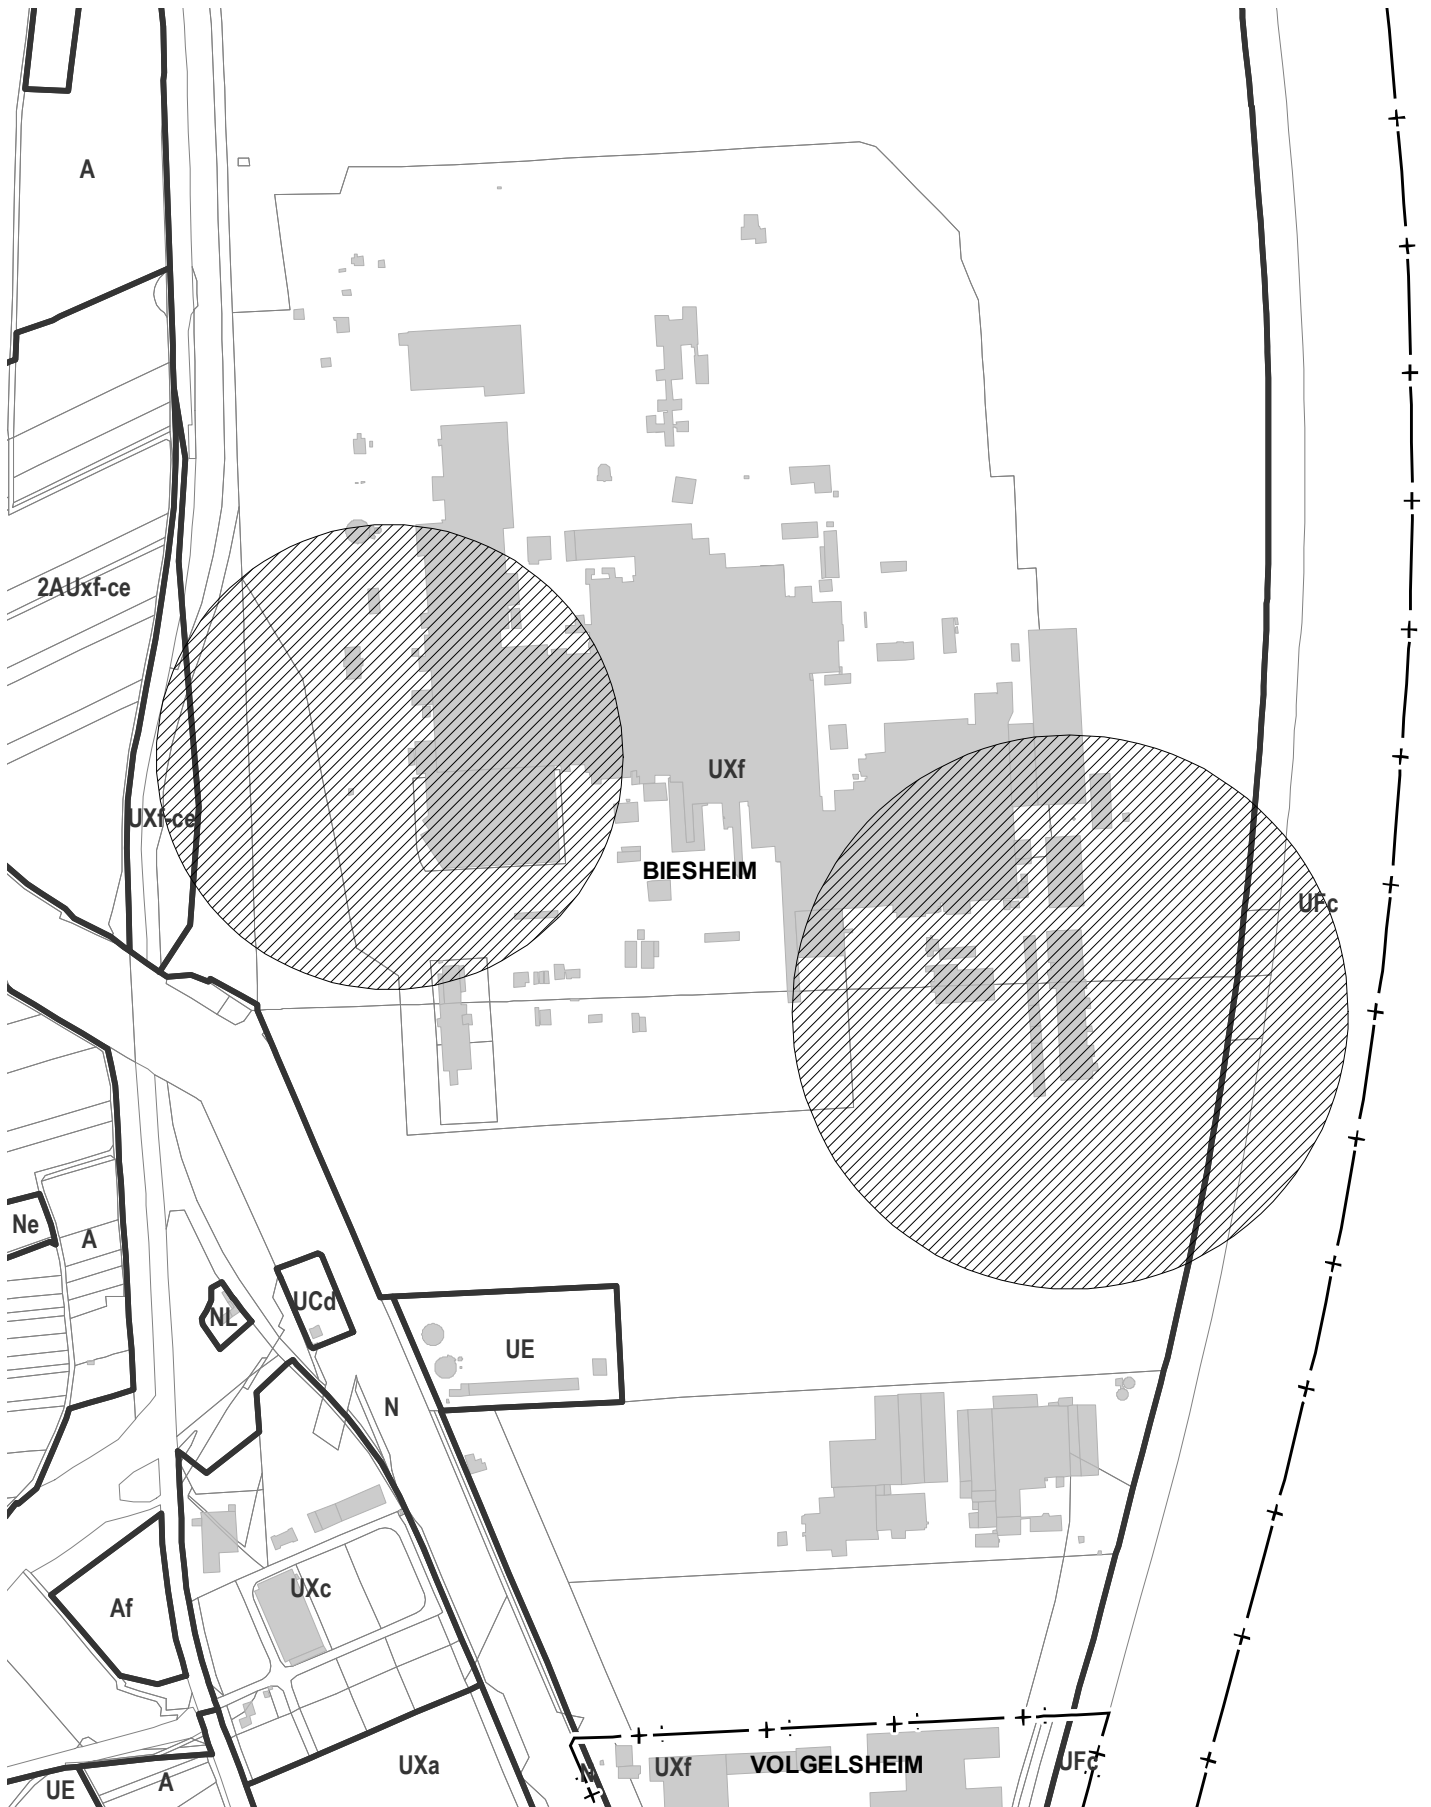 A
2AUxf-ce
UXf
UXf-ce
BIESHEIM
UFc
Ne
A
UCd
NL
UE
N
UXc
Af
UXa
N
UXf
VOLGELSHEIM
UFc
UE
A